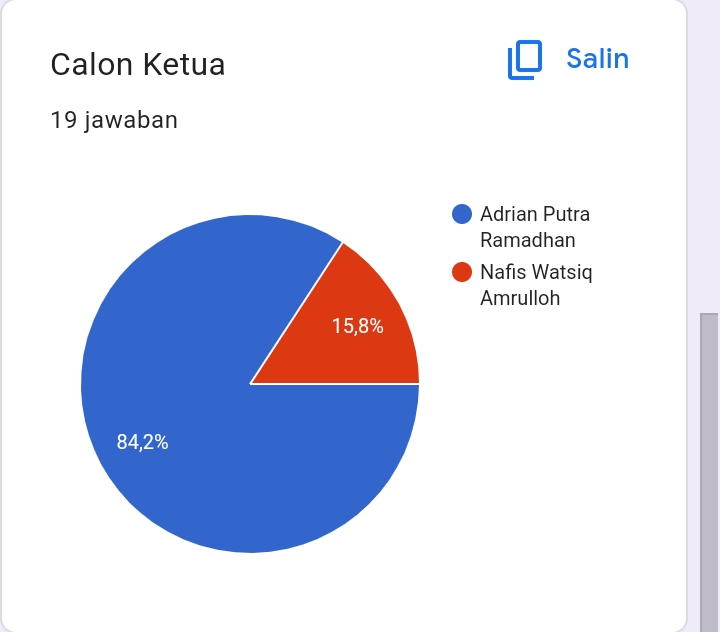 Calon Ketua
Salin
19 jawaban
Adrian Putra
Ramadhan
Nafis Watsiq
Amrulloh
15,8%
84,2%